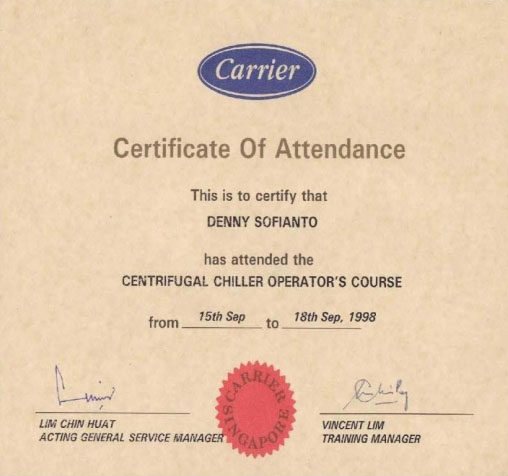 Carrier
Certificate Of Attendance
This is to certify that
DENNY SOFIANTO
has attended the
CENTRIFUGAL CHILLER OPERATOR'S COURSE
from 15th Sep to 18th Sep, 1998
LIM CHIN HUAT
ACTING GENERAL SERVICE MANAGER
CARRIER
SINGAPORE
VINCENT LIM
TRAINING MANAGER